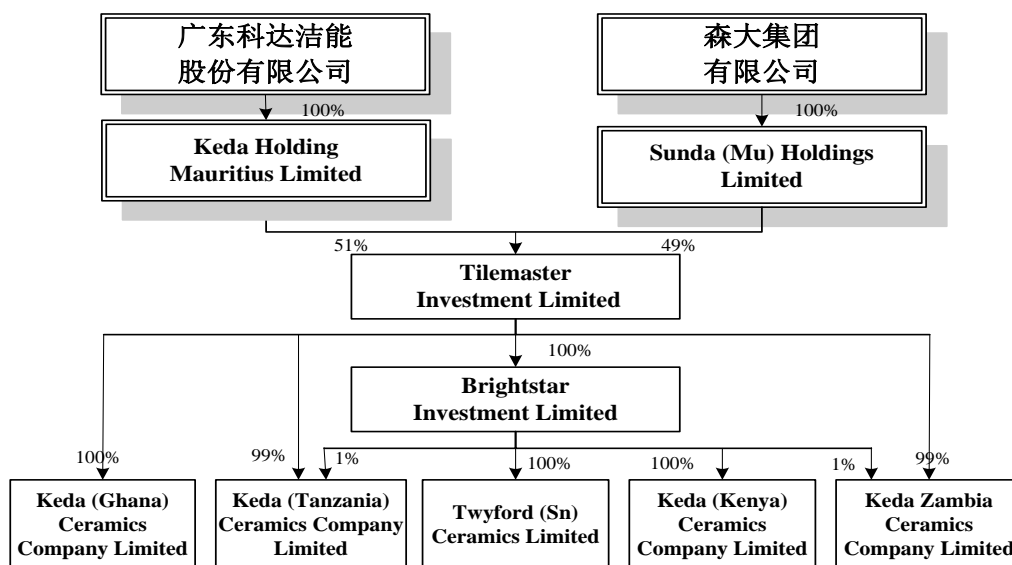 广东科达洁能
股份有限公司
森大集团
有限公司
100%
100%
Keda Holding
Mauritius Limited
Sunda (Mu) Holdings
Limited
51%
49%
Tilemaster
Investment Limited
100%
Brightstar
Investment Limited
100%
99%
1%
100%
100%
1%
99%
Keda (Ghana)
Ceramics
Company Limited
Keda (Tanzania)
Ceramics Company
Limited
Twyford (Sn)
Ceramics Limited
Keda (Kenya)
Ceramics
Company Limited
Keda Zambia
Ceramics
Company Limited